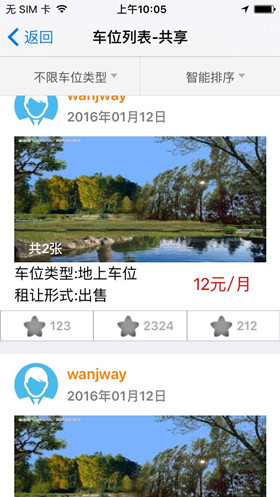 无 SIM 卡 上午10:05
返回 车位列表-共享
不限车位类型 智能排序
wanjway
2016年01月12日
共2张
车位类型:地上车位
租让形式:出售
12元/月
123 2324 212
wanjway
2016年01月12日